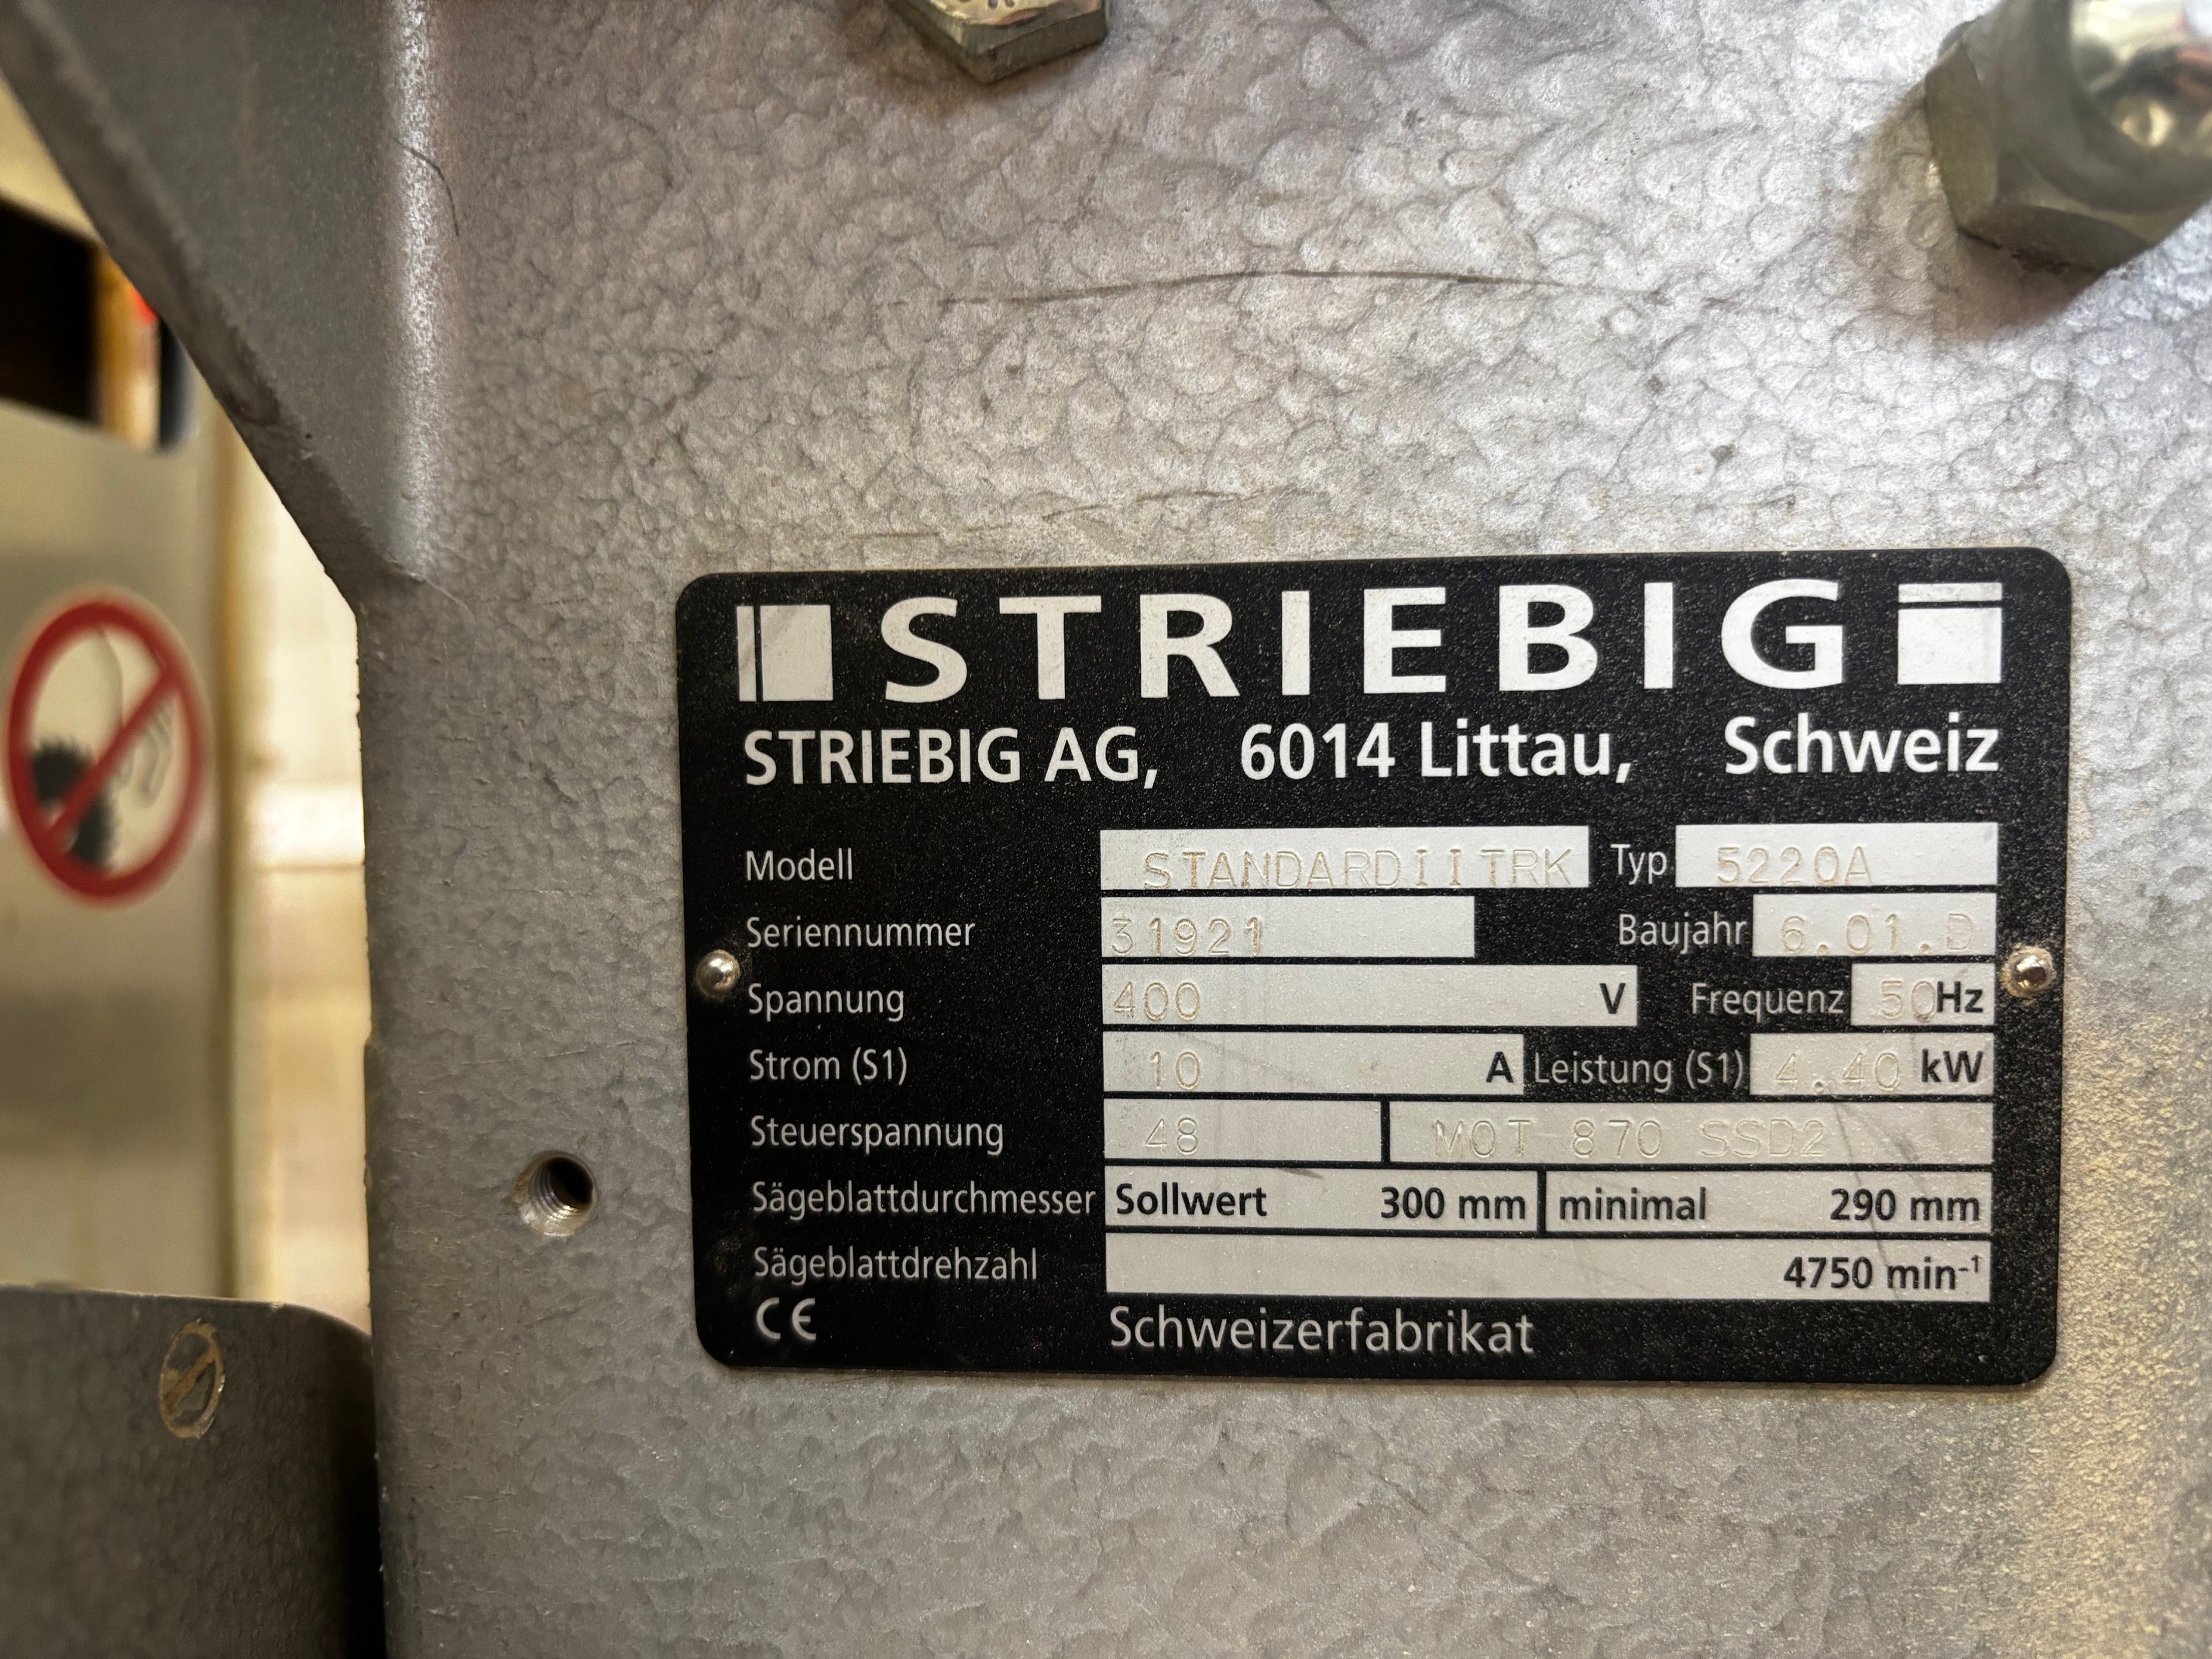 STRIEBIG
STRIEBIG AG, 6014 Littau, Schweiz
Modell STANDARDIITRK Typ 5220A
Seriennummer 31921 Baujahr 6.01.D
Spannung 400 V Frequenz 50 Hz
Strom (S1) 10 A Leistung (S1) 4.40 kW
Steuerspannung 48 MOT 870 SSD2
Sägeblattdurchmesser Sollwert 300 mm minimal 290 mm
Sägeblattdrehzahl 4750 min⁻¹
CE Schweizerfabrikat